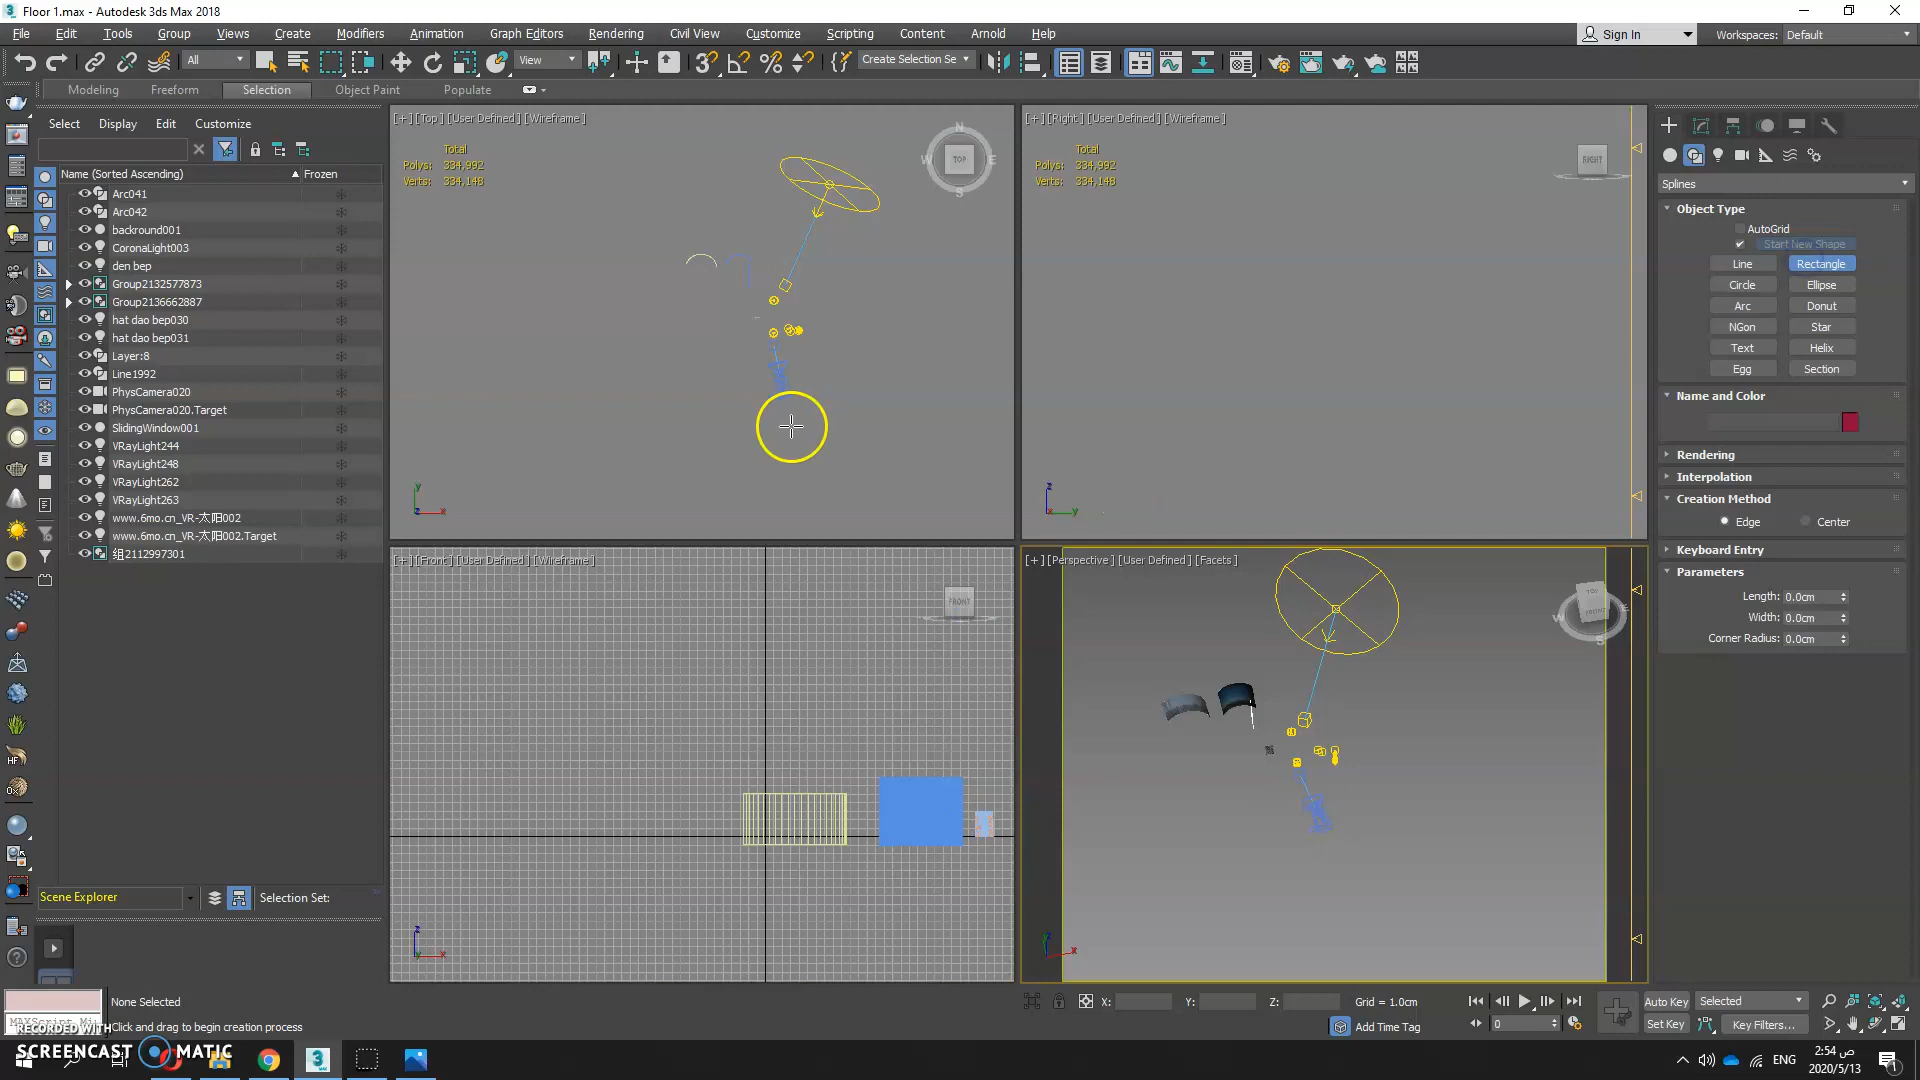 Floor 1.max - Autodesk 3ds Max 2018
File Edit Tools Group Views Create Modifiers Animation Graph Editors Rendering Civil View Customize Scripting Content Arnold Help
Sign In Workspaces: Default
All View Create Selection Se
Modeling Freeform Selection Object Paint Populate
Select Display Edit Customize
Name (Sorted Ascending) Frozen
Arc041
Arc042
backround001
CoronaLight003
den bep
Group2132577873
Group2136662887
hat dao bep030
hat dao bep031
Layer:8
Line1992
PhysCamera020
PhysCamera020.Target
SlidingWindow001
VRayLight244
VRayLight248
VRayLight262
VRayLight263
www.6mo.cn_VR-太阳002
www.6mo.cn_VR-太阳002.Target
组2112997301
Scene Explorer Selection Set:
[+] [Top] [User Defined] [Wireframe]
Total
Polys: 334,992
Verts: 334,148
N
W TOP E
S
y
z x
[+] [Right] [User Defined] [Wireframe]
Total
Polys: 334,992
Verts: 334,148
RIGHT
z
x y
[+] [Front] [User Defined] [Wireframe]
FRONT
z
y x
[+] [Perspective] [User Defined] [Facets]
TOP
FRONT
W
S
x
Splines
Object Type
AutoGrid
Start New Shape
Line Rectangle
Circle Ellipse
Arc Donut
NGon Star
Text Helix
Egg Section
Name and Color
Rendering
Interpolation
Creation Method
Edge Center
Keyboard Entry
Parameters
Length: 0.0cm
Width: 0.0cm
Corner Radius: 0.0cm
None Selected
Click and drag to begin creation process
X: Y: Z: Grid = 1.0cm
Add Time Tag
0
Auto Key Selected
Set Key Key Filters...
RECORDED WITH
SCREENCAST MATIC
3
MAX
ENG
2:54 ص
2020/5/13
1